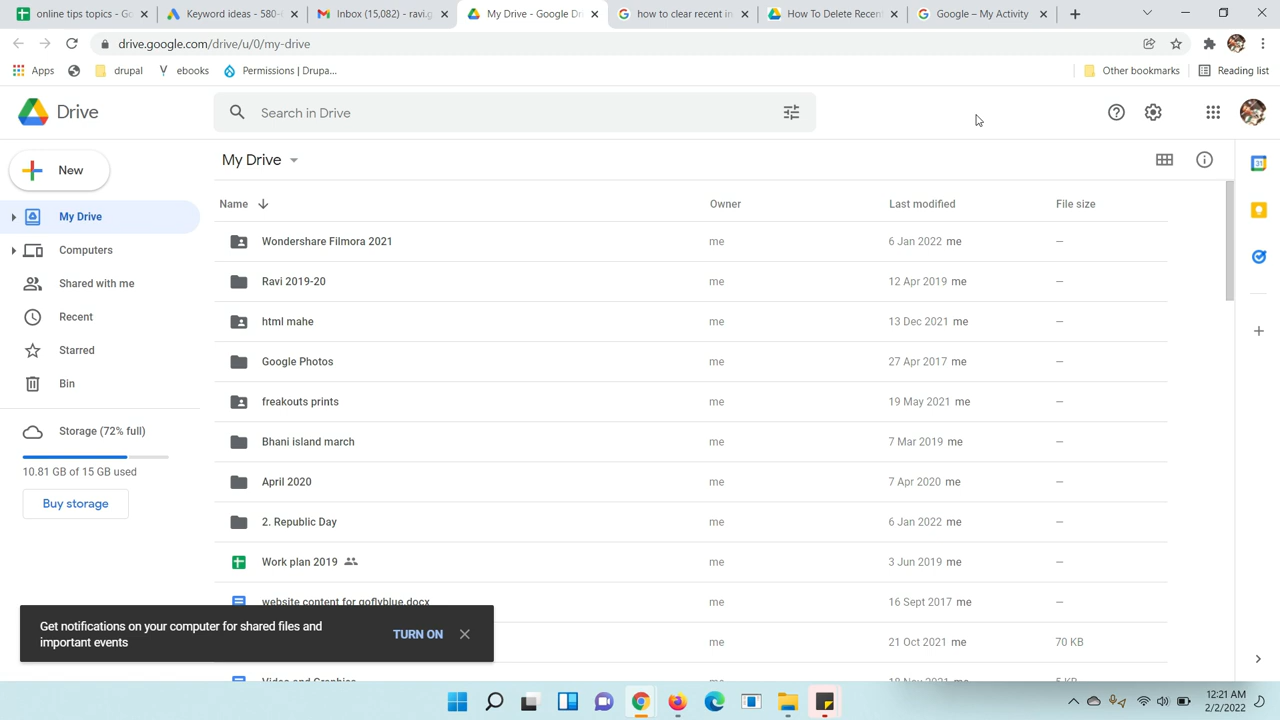 online tips topics - G
Keyword ideas - 580-
Inbox (15,082) - ravi.g
My Drive - Google Dr
how to clear recent in
How To Delete Recen
Google – My Activity
drive.google.com/drive/u/0/my-drive
Apps
drupal
ebooks
Permissions | Drupa...
Other bookmarks
Reading list
Drive
Search in Drive
New
My Drive
Name
Owner
Last modified
File size
My Drive
Computers
Shared with me
Recent
Starred
Bin
Storage (72% full)
10.81 GB of 15 GB used
Buy storage
Wondershare Filmora 2021 me 6 Jan 2022 me –
Ravi 2019-20 me 12 Apr 2019 me –
html mahe me 13 Dec 2021 me –
Google Photos me 27 Apr 2017 me –
freakouts prints me 19 May 2021 me –
Bhani island march me 7 Mar 2019 me –
April 2020 me 7 Apr 2020 me –
2. Republic Day me 6 Jan 2022 me –
Work plan 2019 me 3 Jun 2019 me –
website content for goflyblue.docx me 16 Sept 2017 me –
me 21 Oct 2021 me 70 KB
Get notifications on your computer for shared files and
important events
TURN ON
31
12:21 AM
2/2/2022